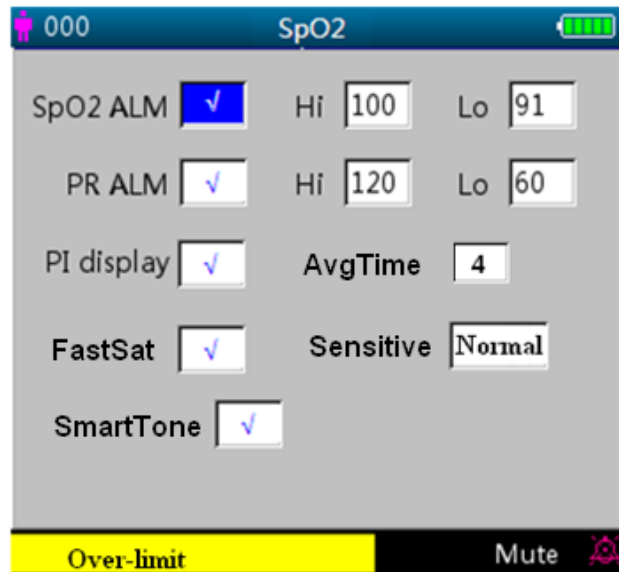 000 SpO2
SpO2 ALM √ Hi 100 Lo 91
PR ALM √ Hi 120 Lo 60
PI display √ AvgTime 4
FastSat √ Sensitive Normal
SmartTone √
Over-limit Mute